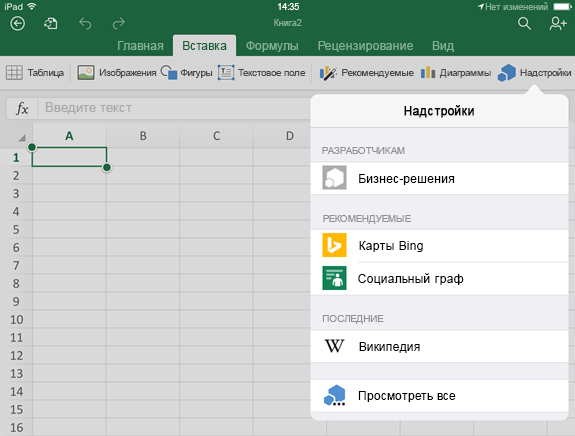 iPad 14:35 Нет изменений
Книга2
Главная Вставка Формулы Рецензирование Вид
Таблица Изображения Фигуры Текстовое поле Рекомендуемые Диаграммы Надстройки
fx Введите текст
Надстройки
A B C D
1
2
3
4
5
6
7
8
9
10
11
12
13
14
15
16
РАЗРАБОТЧИКАМ
Бизнес-решения
РЕКОМЕНДУЕМЫЕ
Карты Bing
Социальный граф
ПОСЛЕДНИЕ
W Википедия
Просмотреть все